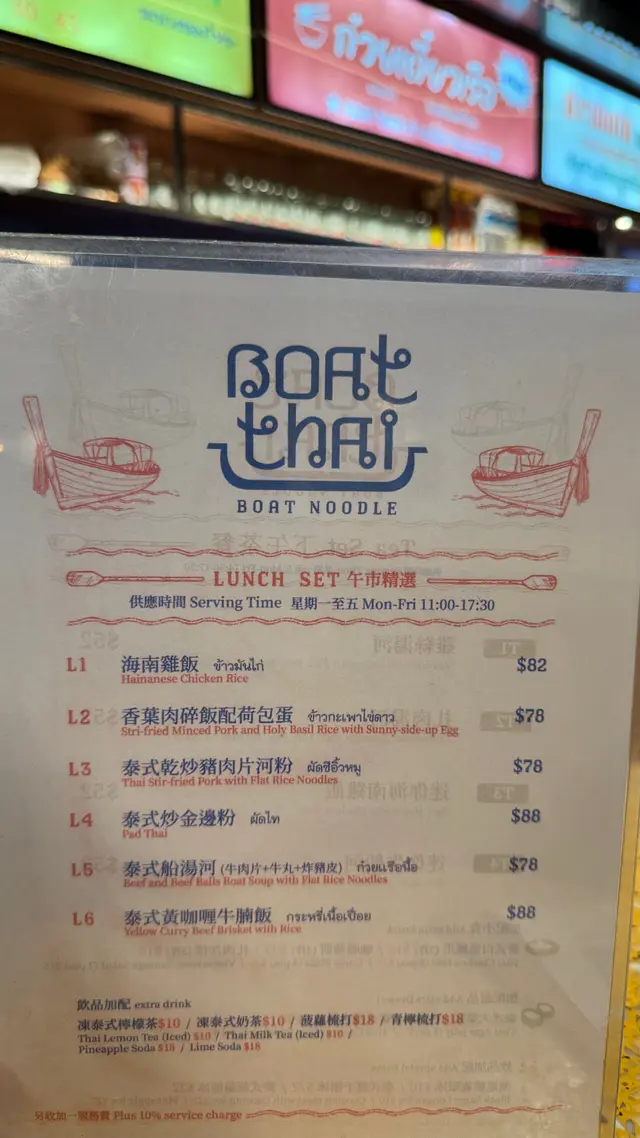 ก๋วยเตี๋ยวเรือ
BOAT
thAi
BOAT NOODLE
LUNCH SET 午市精選
供應時間 Serving Time 星期一至五 Mon-Fri 11:00-17:30
L1 海南雞飯 ข้าวมันไก่ $82
Hainanese Chicken Rice
L2 香葉肉碎飯配荷包蛋 ข้าวกะเพาไข่ดาว $78
Stri-fried Minced Pork and Holy Basil Rice with Sunny-side-up Egg
L3 泰式乾炒豬肉片河粉 ผัดซีอิ้วหมู $78
Thai Stir-fried Pork with Flat Rice Noodles
L4 泰式炒金邊粉 ผัดไท $88
Pad Thai
L5 泰式船湯河 (牛肉片+牛丸+炸豬皮) ก๋วยเเรือเนื้อ $78
Beef and Beef Balls Boat Soup with Flat Rice Noodles
L6 泰式黃咖喱牛腩飯 กระหรี่เนื้อเปื่อย $88
Yellow Curry Beef Brisket with Rice
飲品加配 extra drink
凍泰式檸檬茶$10 / 凍泰式奶茶$10 / 菠蘿梳打$18 / 青檸梳打$18
Thai Lemon Tea (Iced) $10 / Thai Milk Tea (Iced) $10 /
Pineapple Soda $18 / Lime Soda $18
另收加一服務費 Plus 10% service charge